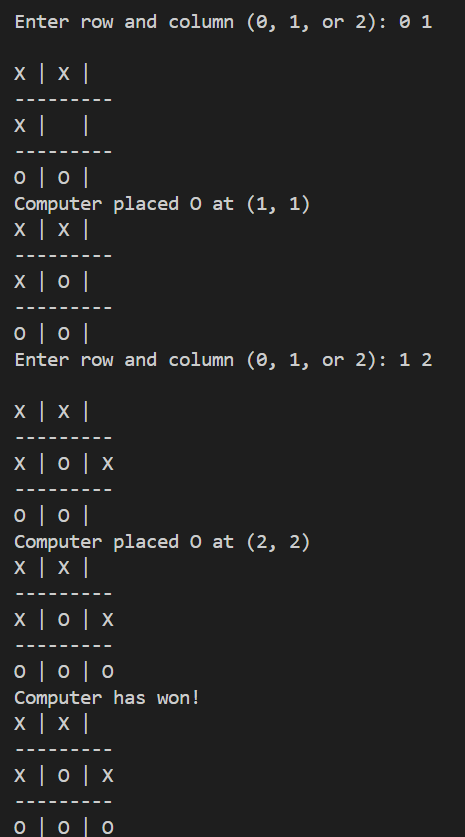 Enter row and column (0, 1, or 2): 0 1
X | X |
---------
X |   |
---------
O | O |
Computer placed O at (1, 1)
X | X |
---------
X | O |
---------
O | O |
Enter row and column (0, 1, or 2): 1 2
X | X |
---------
X | O | X
---------
O | O |
Computer placed O at (2, 2)
X | X |
---------
X | O | X
---------
O | O | O
Computer has won!
X | X |
---------
X | O | X
---------
O | O | O